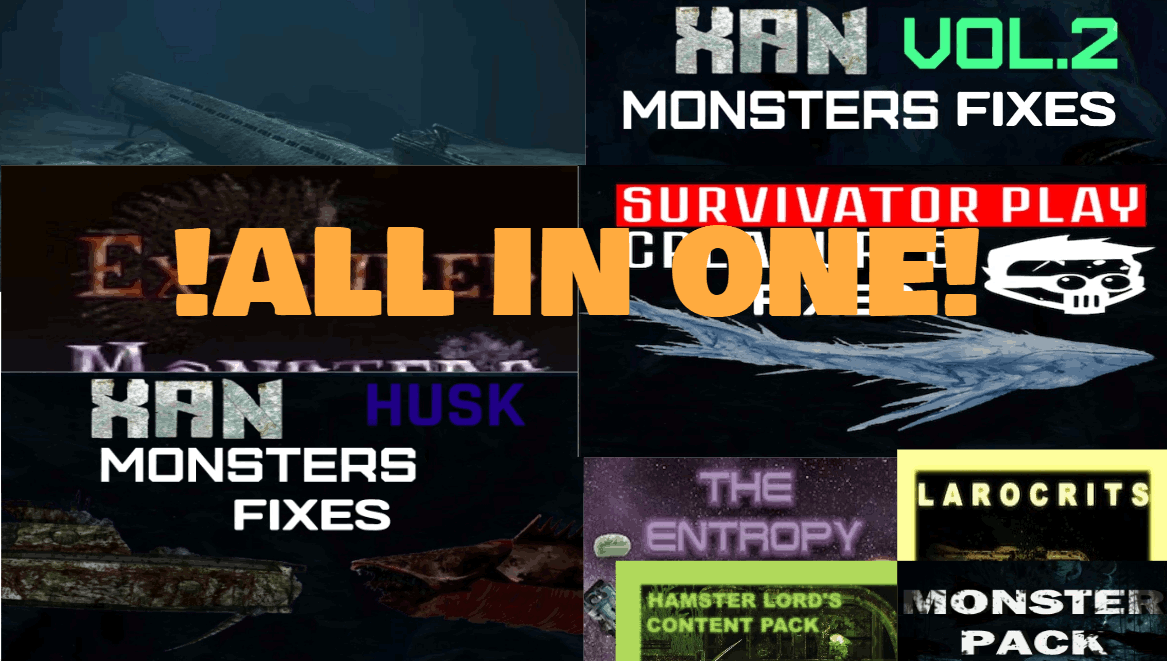 XAN VOL.2
MONSTERS FIXES
SURVIVATOR PLAY
!ALL IN ONE!
MONSTERS
XAN HUSK
MONSTERS
FIXES
THE
ENTROPY
LAROCRITS
HAMSTER LORD'S
CONTENT PACK
MONSTER
PACK